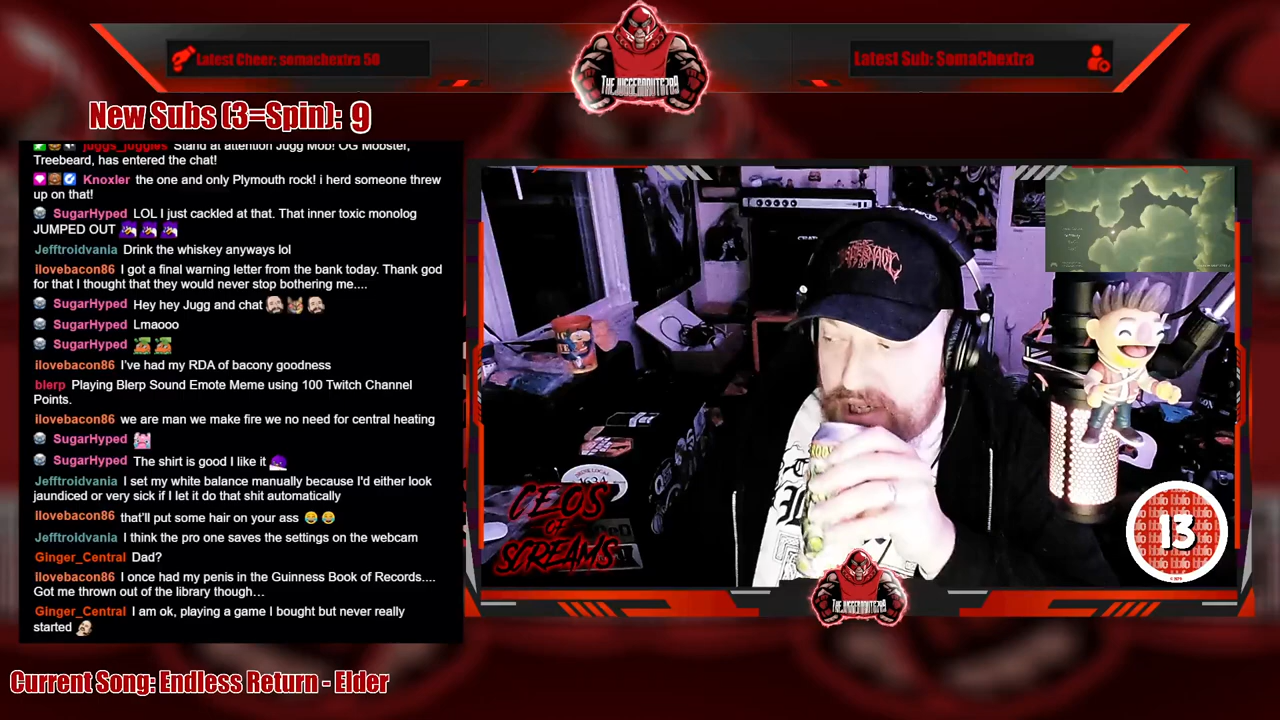 Latest Cheer: somachextra 50
THEJUGGERNAUT6789
Latest Sub: SomaChextra
New Subs (3=Spin): 9
juggs_juggles Stand at attention Jugg Mob! OG Mobster,
Treebeard, has entered the chat!
Knoxler the one and only Plymouth rock! i herd someone threw
up on that!
SugarHyped LOL I just cackled at that. That inner toxic monolog
JUMPED OUT
Jefftroidvania Drink the whiskey anyways lol
ilovebacon86 I got a final warning letter from the bank today. Thank god
for that I thought that they would never stop bothering me....
SugarHyped Hey hey Jugg and chat
SugarHyped Lmaooo
SugarHyped
ilovebacon86 I've had my RDA of bacony goodness
blerp Playing Blerp Sound Emote Meme using 100 Twitch Channel
Points.
ilovebacon86 we are man we make fire we no need for central heating
SugarHyped
SugarHyped The shirt is good I like it
Jefftroidvania I set my white balance manually because I'd either look
jaundiced or very sick if I let it do that shit automatically
ilovebacon86 that'll put some hair on your ass
Jefftroidvania I think the pro one saves the settings on the webcam
Ginger_Central Dad?
ilovebacon86 I once had my penis in the Guinness Book of Records....
Got me thrown out of the library though…
Ginger_Central I am ok, playing a game I bought but never really
started
1634
CEO'S
OF
SCREAMS
13
THEJUGGERNAUT6789
Current Song: Endless Return - Elder